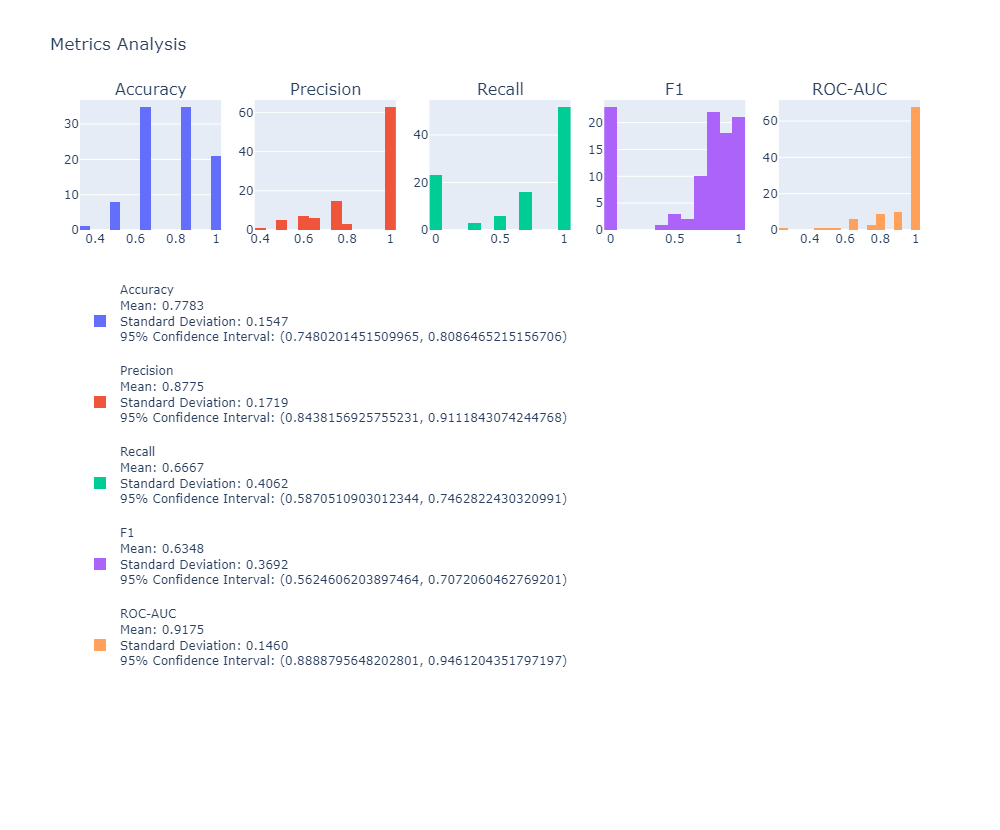 Metrics Analysis
Accuracy Precision Recall F1 ROC-AUC
30
20
10
0
0.4 0.6 0.8 1
60
40
20
0
0.4 0.6 0.8 1
40
20
0
0 0.5 1
20
15
10
5
0
0 0.5 1
60
40
20
0
0.4 0.6 0.8 1
Accuracy
Mean: 0.7783
Standard Deviation: 0.1547
95% Confidence Interval: (0.7480201451509965, 0.8086465215156706)
Precision
Mean: 0.8775
Standard Deviation: 0.1719
95% Confidence Interval: (0.8438156925755231, 0.9111843074244768)
Recall
Mean: 0.6667
Standard Deviation: 0.4062
95% Confidence Interval: (0.5870510903012344, 0.7462822430320991)
F1
Mean: 0.6348
Standard Deviation: 0.3692
95% Confidence Interval: (0.5624606203897464, 0.7072060462769201)
ROC-AUC
Mean: 0.9175
Standard Deviation: 0.1460
95% Confidence Interval: (0.8888795648202801, 0.9461204351797197)